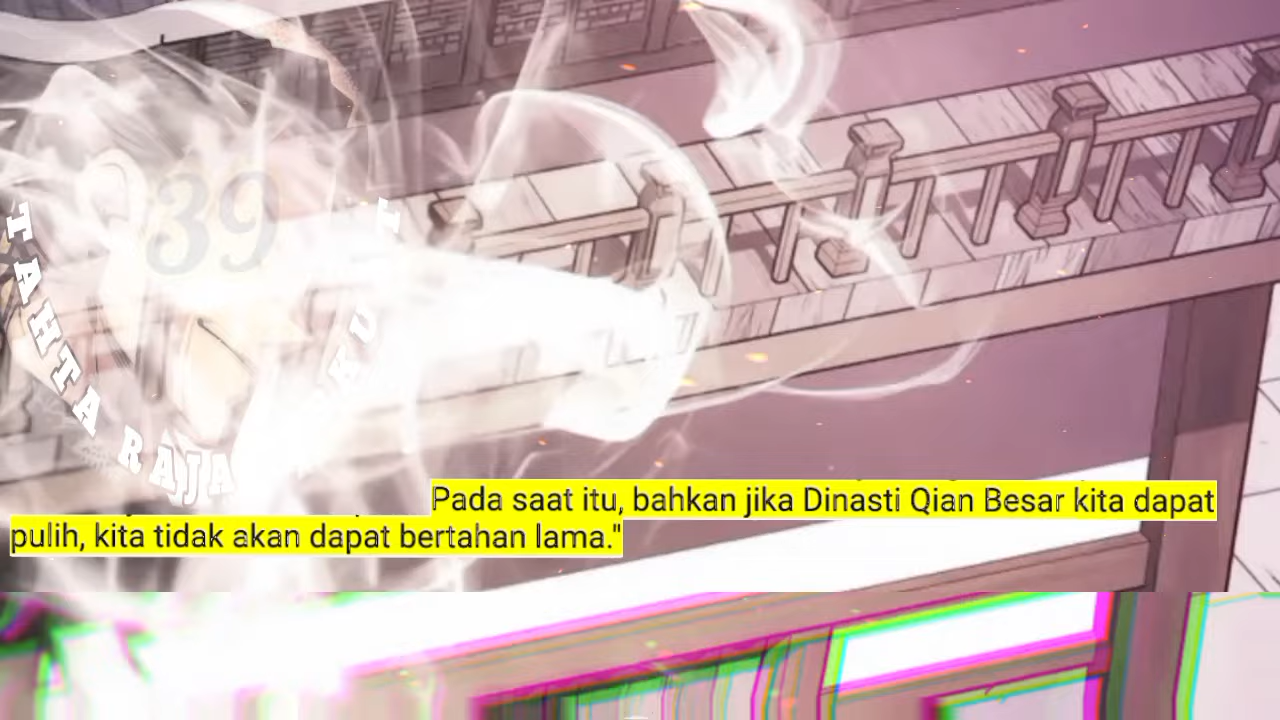 39
TAHTA RAJA
Pada saat itu, bahkan jika Dinasti Qian Besar kita dapat
pulih, kita tidak akan dapat bertahan lama."